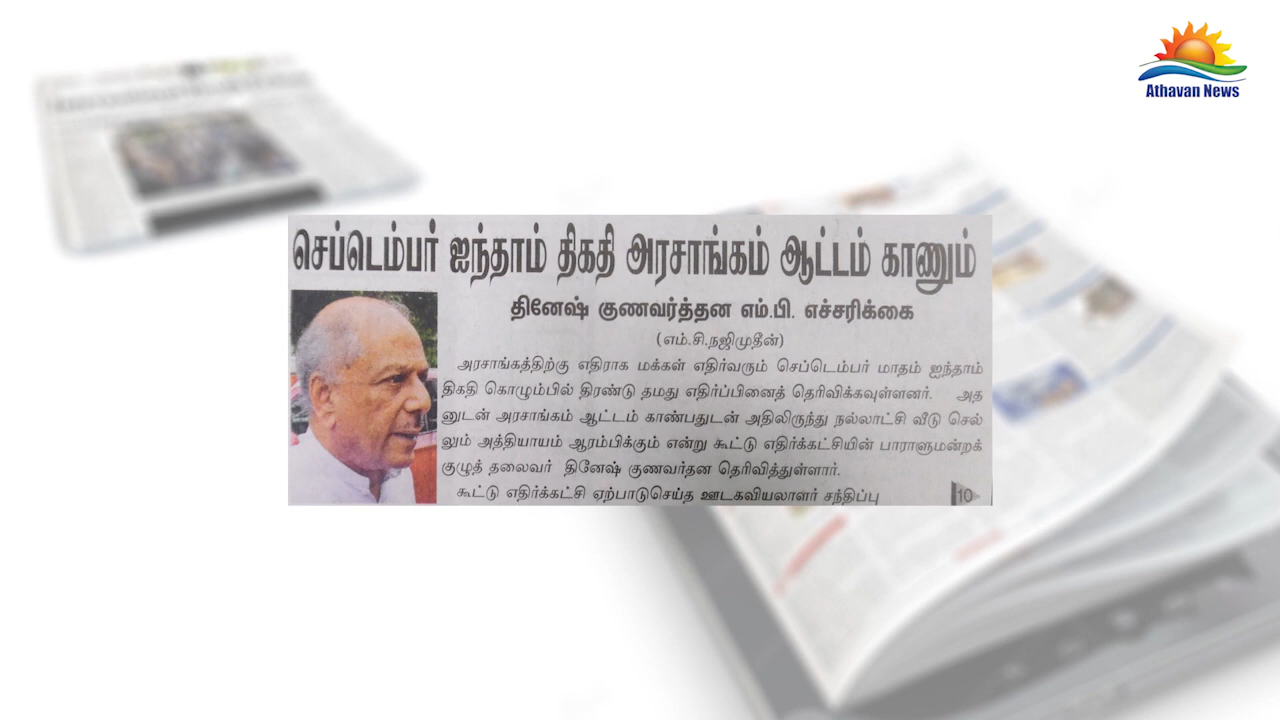 Athavan News
செப்டெம்பர் ஐந்தாம் திகதி அரசாங்கம் ஆட்டம் காணும்
தினேஷ் குணவர்த்தன எம்.பி. எச்சரிக்கை
(எம்.சி.நஜிமுதீன்)
அரசாங்கத்திற்கு எதிராக மக்கள் எதிர்வரும் செப்டெம்பர் மாதம் ஐந்தாம்
திகதி கொழும்பில் திரண்டு தமது எதிர்ப்பினைத் தெரிவிக்கவுள்ளனர். அத
னுடன் அரசாங்கம் ஆட்டம் காண்பதுடன் அதிலிருந்து நல்லாட்சி வீடு செல்
லும் அத்தியாயம் ஆரம்பிக்கும் என்று கூட்டு எதிர்க்கட்சியின் பாராளுமன்றக்
குழுத் தலைவர் தினேஷ் குணவர்தன தெரிவித்துள்ளார்.
கூட்டு எதிர்க்கட்சி ஏற்பாடுசெய்த ஊடகவியலாளர் சந்திப்பு 10